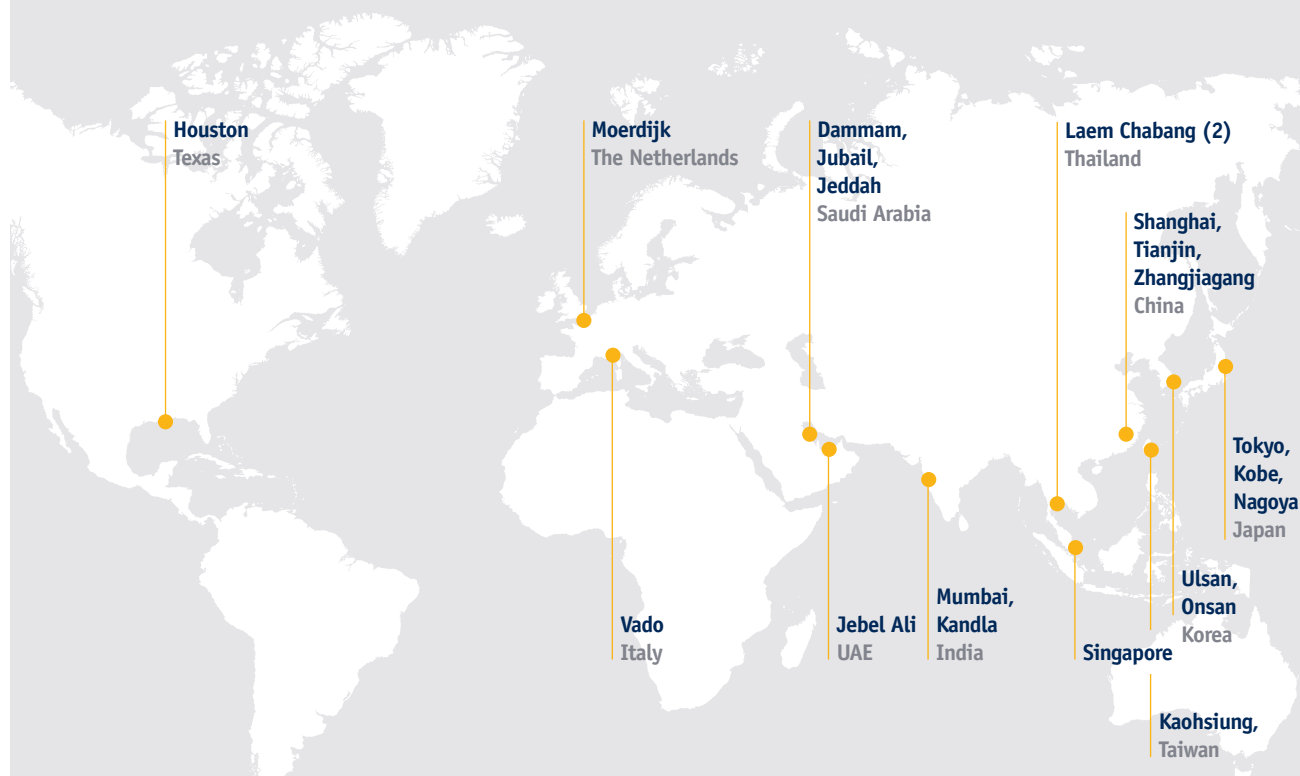 Houston
Texas
Moerdijk
The Netherlands
Dammam,
Jubail,
Jeddah
Saudi Arabia
Laem Chabang (2)
Thailand
Shanghai,
Tianjin,
Zhangjiagang
China
Tokyo,
Kobe,
Nagoya
Japan
Ulsan,
Onsan
Korea
Vado
Italy
Jebel Ali
UAE
Mumbai,
Kandla
India
Singapore
Kaohsiung,
Taiwan